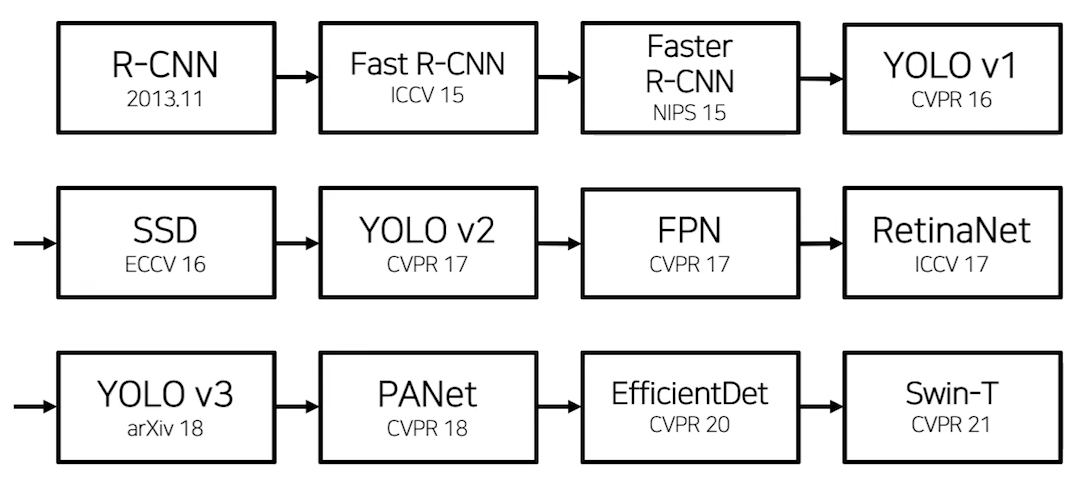 R-CNN
2013.11
Fast R-CNN
ICCV 15
Faster
R-CNN
NIPS 15
YOLO v1
CVPR 16
SSD
ECCV 16
YOLO v2
CVPR 17
FPN
CVPR 17
RetinaNet
ICCV 17
YOLO v3
arXiv 18
PANet
CVPR 18
EfficientDet
CVPR 20
Swin-T
CVPR 21